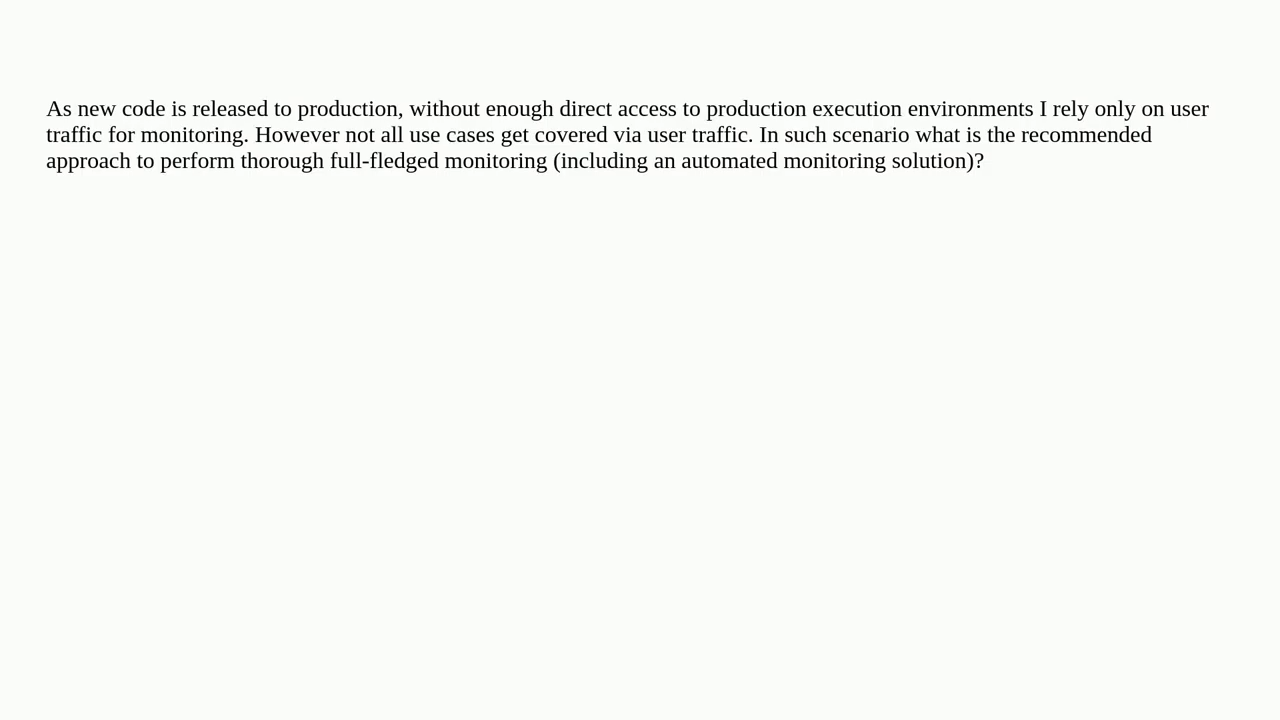 As new code is released to production, without enough direct access to production execution environments I rely only on user
traffic for monitoring. However not all use cases get covered via user traffic. In such scenario what is the recommended
approach to perform thorough full-fledged monitoring (including an automated monitoring solution)?